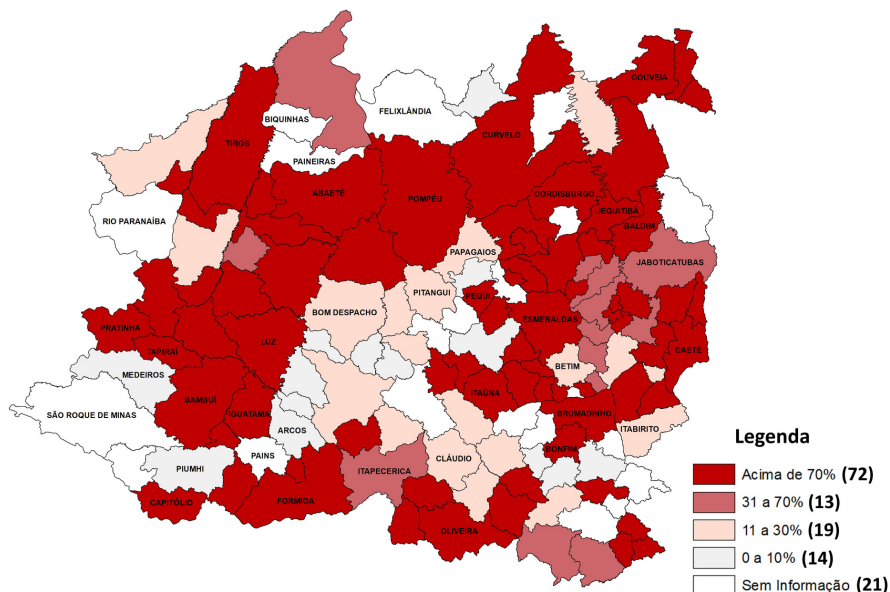 GOUVEIA
FELIXLÂNDIA
BIQUINHAS
CURVELO
TIROS
PAINEIRAS
ABAETÉ
POMPÉU
CORDISBURGO
JEQUITIBÁ
RIO PARANAÍBA
BALDIM
PAPAGAIOS
JABOTICATUBAS
PITANGUI
PEQUI
BOM DESPACHO
ESMERALDAS
PRATINHA
LUZ
CAETÉ
TAPIRAÍ
BETIM
MEDEIROS
ITAÚNA
BAMBUÍ
IGUATAMA
SÃO ROQUE DE MINAS
BRUMADINHO
ARCOS
ITABIRITO
BONFIM
PAINS
CLÁUDIO
PIUMHI
ITAPECERICA
CAPITÓLIO
FORMIGA
OLIVEIRA
Legenda
Acima de 70% (72)
31 a 70% (13)
11 a 30% (19)
0 a 10% (14)
Sem Informação (21)